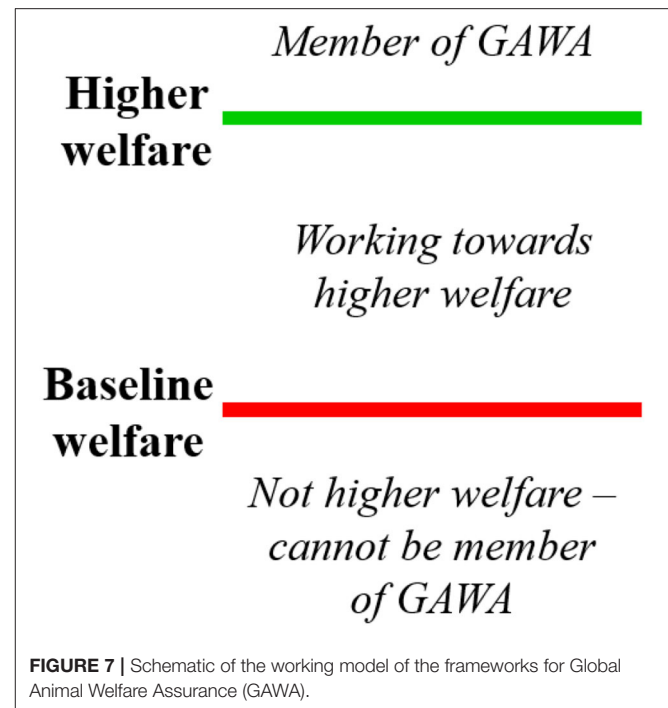 Member of GAWA
Higher
welfare
Working towards
higher welfare
Baseline
welfare
Not higher welfare –
cannot be member
of GAWA
FIGURE 7 | Schematic of the working model of the frameworks for Global
Animal Welfare Assurance (GAWA).